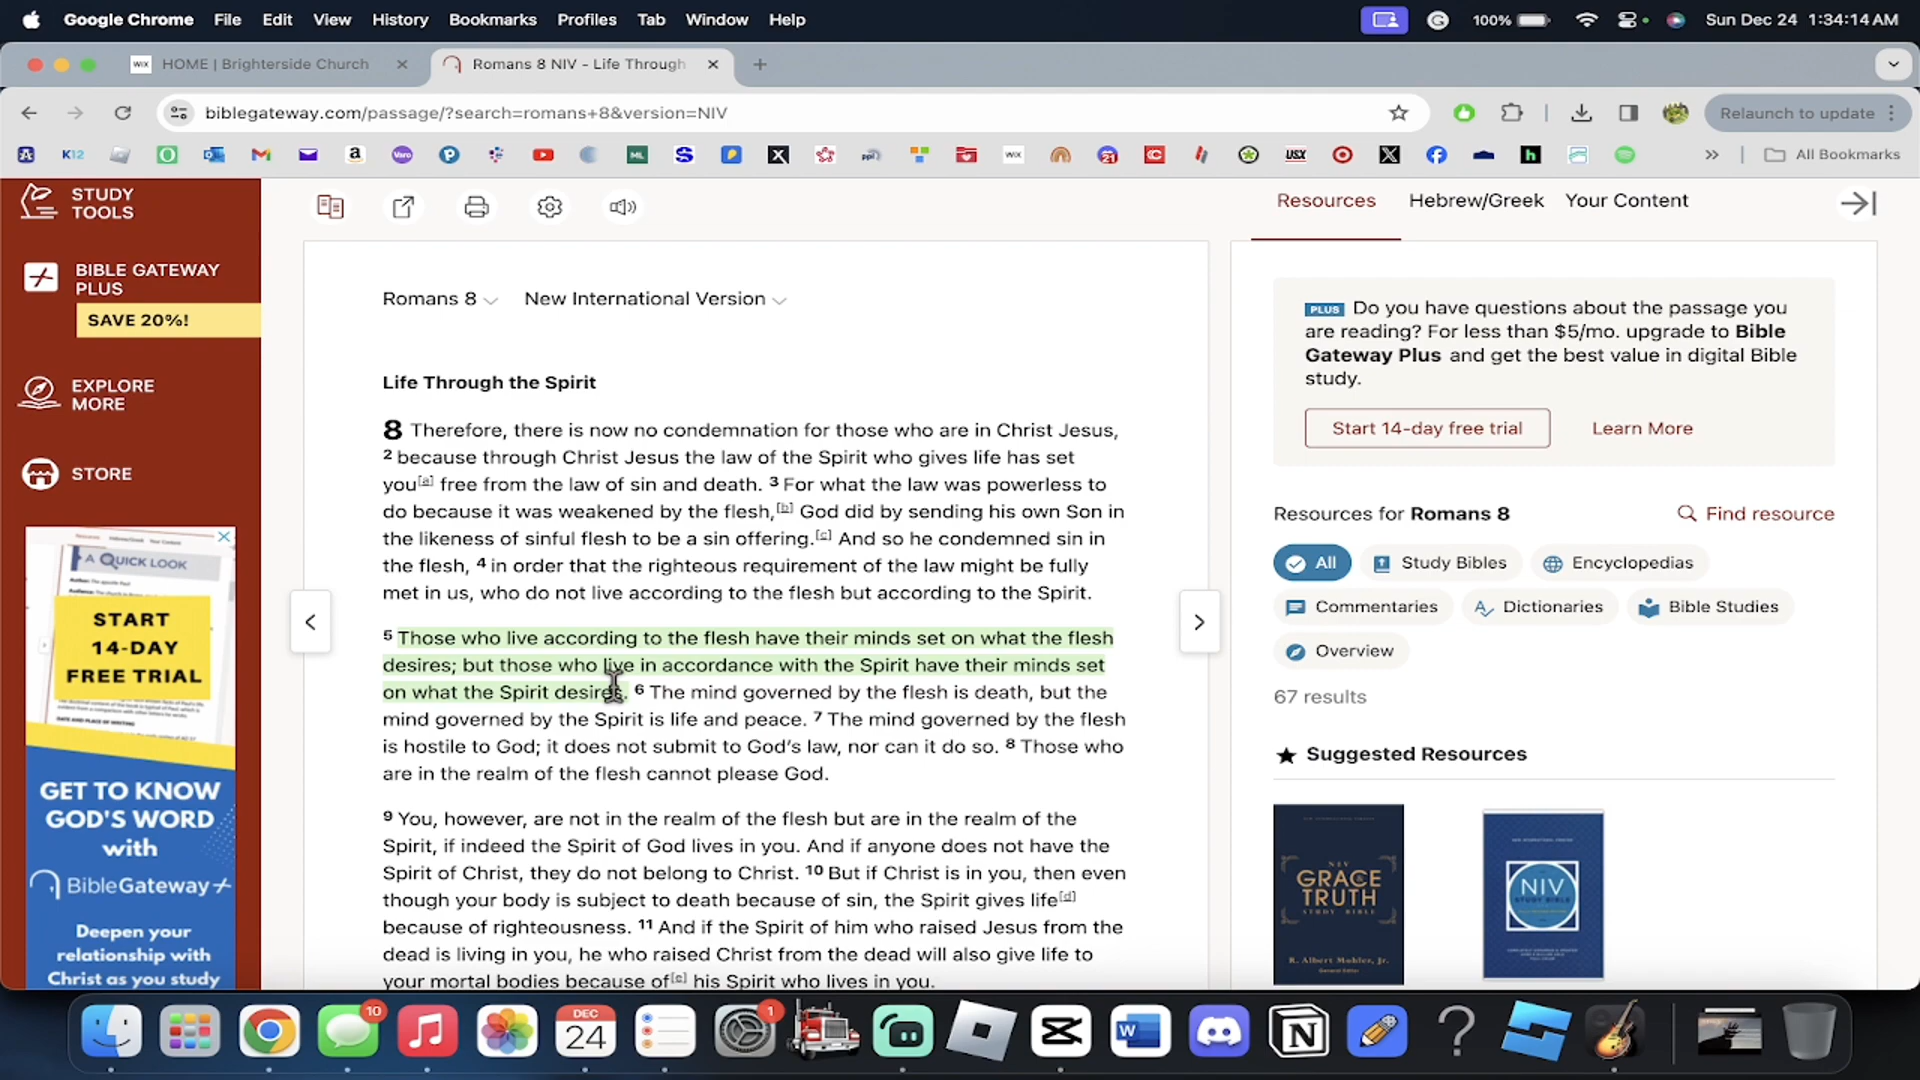 Google Chrome File Edit View History Bookmarks Profiles Tab Window Help 100% Sun Dec 24 1:34:14 AM
WIX HOME | Brighterside Church Romans 8 NIV - Life Through
biblegateway.com/passage/?search=romans+8&version=NIV Relaunch to update
K12 ML WIX 21 USX All Bookmarks
STUDY
TOOLS
BIBLE GATEWAY
PLUS
SAVE 20%!
EXPLORE
MORE
STORE
A QUICK LOOK
START
14-DAY
FREE TRIAL
GET TO KNOW
GOD'S WORD
with
BibleGateway+
Deepen your
relationship with
Christ as you study
Romans 8 New International Version
Life Through the Spirit
8 Therefore, there is now no condemnation for those who are in Christ Jesus,
2 because through Christ Jesus the law of the Spirit who gives life has set
you[a] free from the law of sin and death. 3 For what the law was powerless to
do because it was weakened by the flesh,[b] God did by sending his own Son in
the likeness of sinful flesh to be a sin offering.[c] And so he condemned sin in
the flesh, 4 in order that the righteous requirement of the law might be fully
met in us, who do not live according to the flesh but according to the Spirit.
5 Those who live according to the flesh have their minds set on what the flesh
desires; but those who live in accordance with the Spirit have their minds set
on what the Spirit desires. 6 The mind governed by the flesh is death, but the
mind governed by the Spirit is life and peace. 7 The mind governed by the flesh
is hostile to God; it does not submit to God's law, nor can it do so. 8 Those who
are in the realm of the flesh cannot please God.
9 You, however, are not in the realm of the flesh but are in the realm of the
Spirit, if indeed the Spirit of God lives in you. And if anyone does not have the
Spirit of Christ, they do not belong to Christ. 10 But if Christ is in you, then even
though your body is subject to death because of sin, the Spirit gives life[d]
because of righteousness. 11 And if the Spirit of him who raised Jesus from the
dead is living in you, he who raised Christ from the dead will also give life to
your mortal bodies because of[e] his Spirit who lives in you.
Resources Hebrew/Greek Your Content
PLUS Do you have questions about the passage you
are reading? For less than $5/mo. upgrade to Bible
Gateway Plus and get the best value in digital Bible
study.
Start 14-day free trial Learn More
Resources for Romans 8 Find resource
All Study Bibles Encyclopedias
Commentaries Dictionaries Bible Studies
Overview
67 results
Suggested Resources
NIV
GRACE
TRUTH
STUDY BIBLE
R. Albert Mohler, Jr.
NIV
STUDY BIBLE
10 DEC
24 1